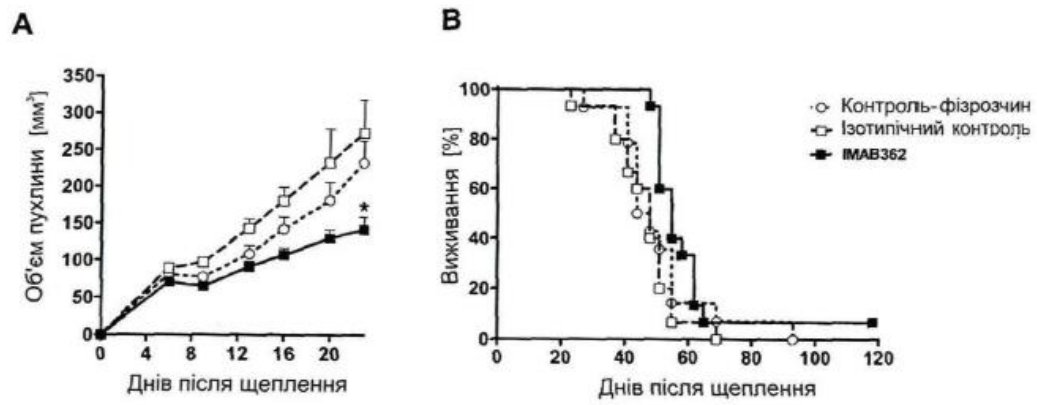 A
B
Об'єм пухлини [мм³]
350
300
250
200
150
100
50
0
0 4 8 12 16 20
Днів після щеплення
*
Виживання [%]
100
80
60
40
20
0
0 20 40 60 80 100 120
Днів після щеплення
Контроль-фізрозчин
Ізотипічний контроль
IMAB362